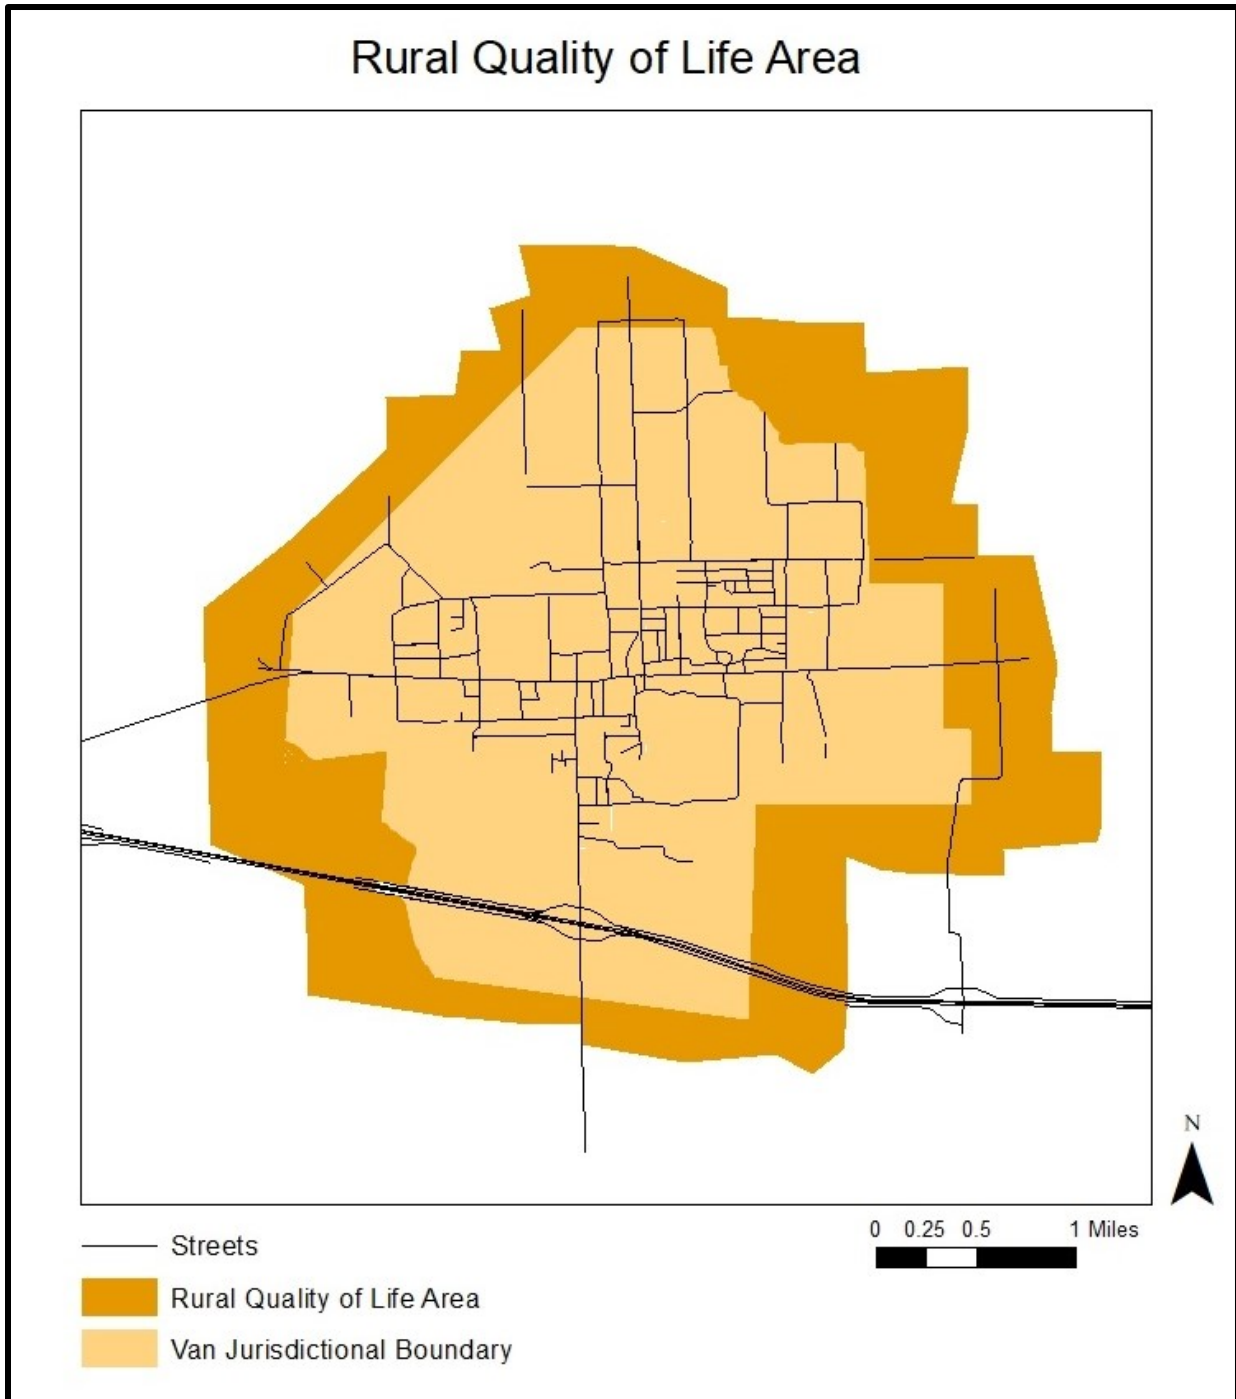 Rural Quality of Life Area
N
0 0.25 0.5 1 Miles
Streets
Rural Quality of Life Area
Van Jurisdictional Boundary